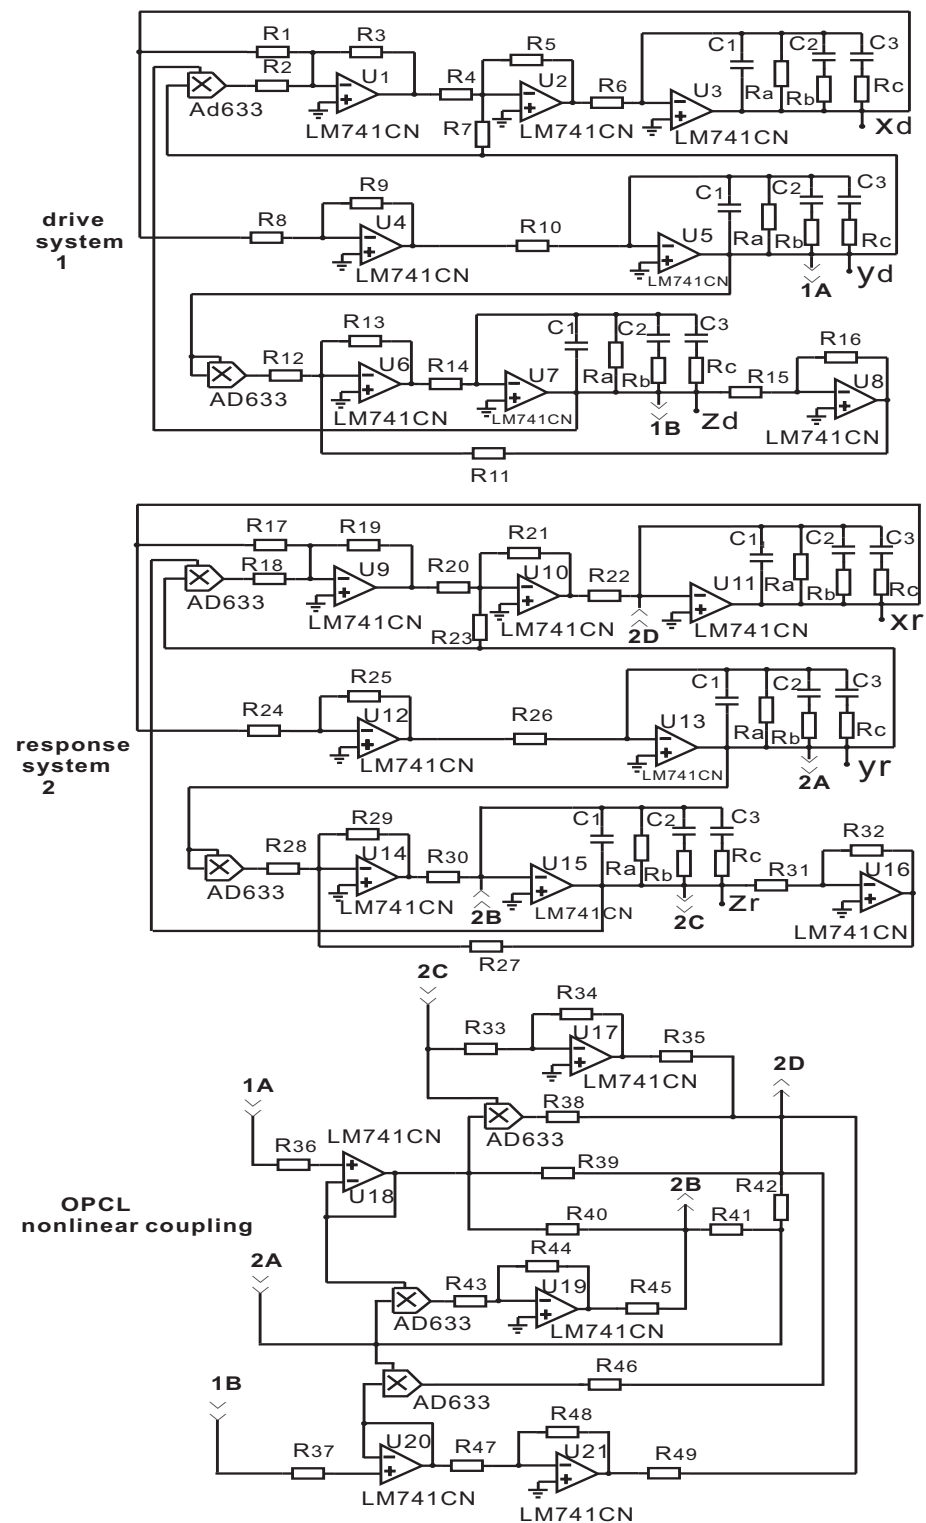 R1 R3 R5 C1 C2 C3
R2 U1 R4 U2 R6 U3 Ra Rb Rc
Ad633 LM741CN R7 LM741CN LM741CN xd
R9 C1 C2 C3
R8 U4 R10 U5 Ra Rb Rc
drive
system
1
LM741CN LM741CN 1A yd
R13 C1 C2 C3 R16
R12 U6 R14 U7 Ra Rb Rc R15 U8
AD633 LM741CN LM741CN 1B zd LM741CN
R11
R17 R19 R21 C1 C2 C3
R18 U9 R20 U10 R22 U11 Ra Rb Rc
AD633 LM741CN R23 LM741CN 2D LM741CN xr
R25 C1 C2 C3
R24 U12 R26 U13 Ra Rb Rc
response
system
2
LM741CN LM741CN 2A yr
R29 C1 C2 C3 R32
R28 U14 R30 U15 Ra Rb Rc R31 U16
AD633 LM741CN 2B LM741CN 2C zr LM741CN
R27
2C
R34
R33 U17 R35
LM741CN 2D
1A R38
LM741CN AD633
R36 R39
U18 2B R42
OPCL
nonlinear coupling
R40 R41
2A R44
R43 U19 R45
AD633 LM741CN
R46
1B AD633
R48
R37 U20 R47 U21 R49
LM741CN LM741CN